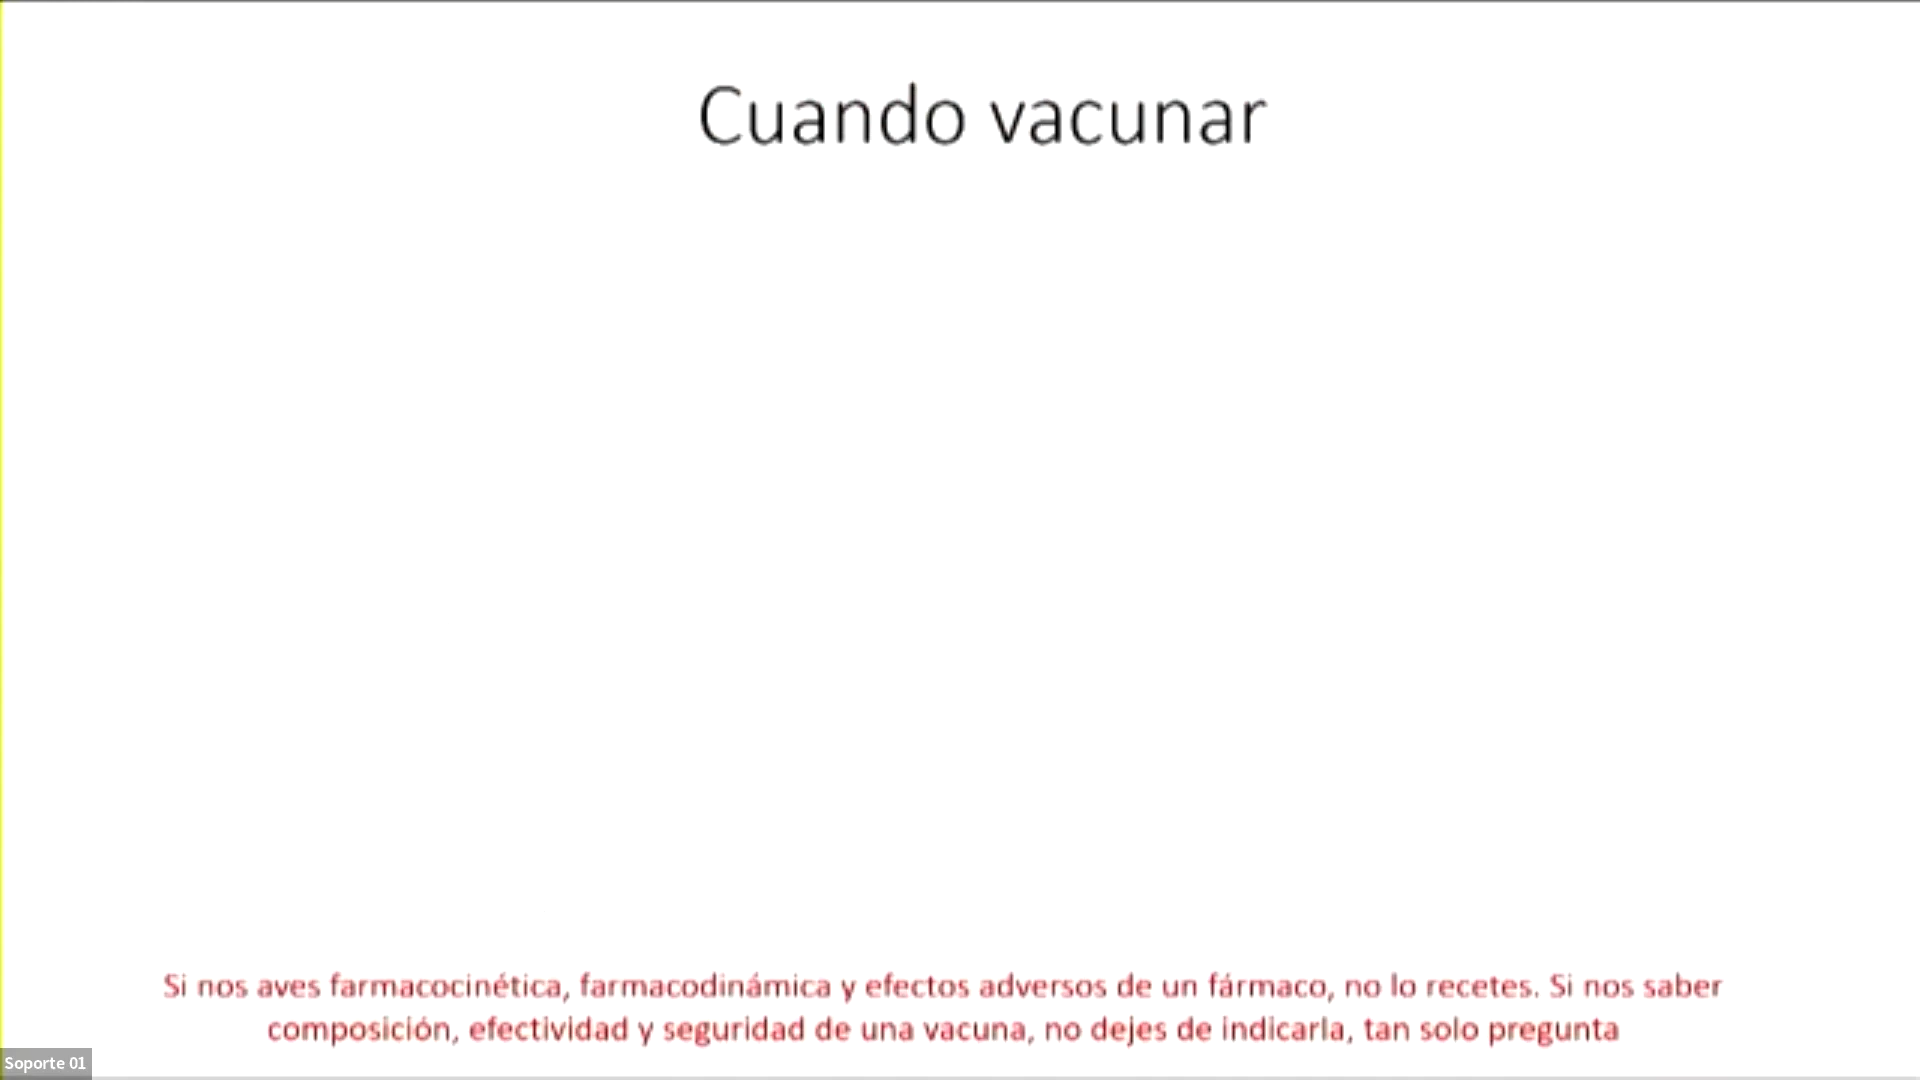 Cuando vacunar
Si nos aves farmacocinética, farmacodinámica y efectos adversos de un fármaco, no lo recetes. Si nos saber
composición, efectividad y seguridad de una vacuna, no dejes de indicarla, tan solo pregunta
Soporte 01